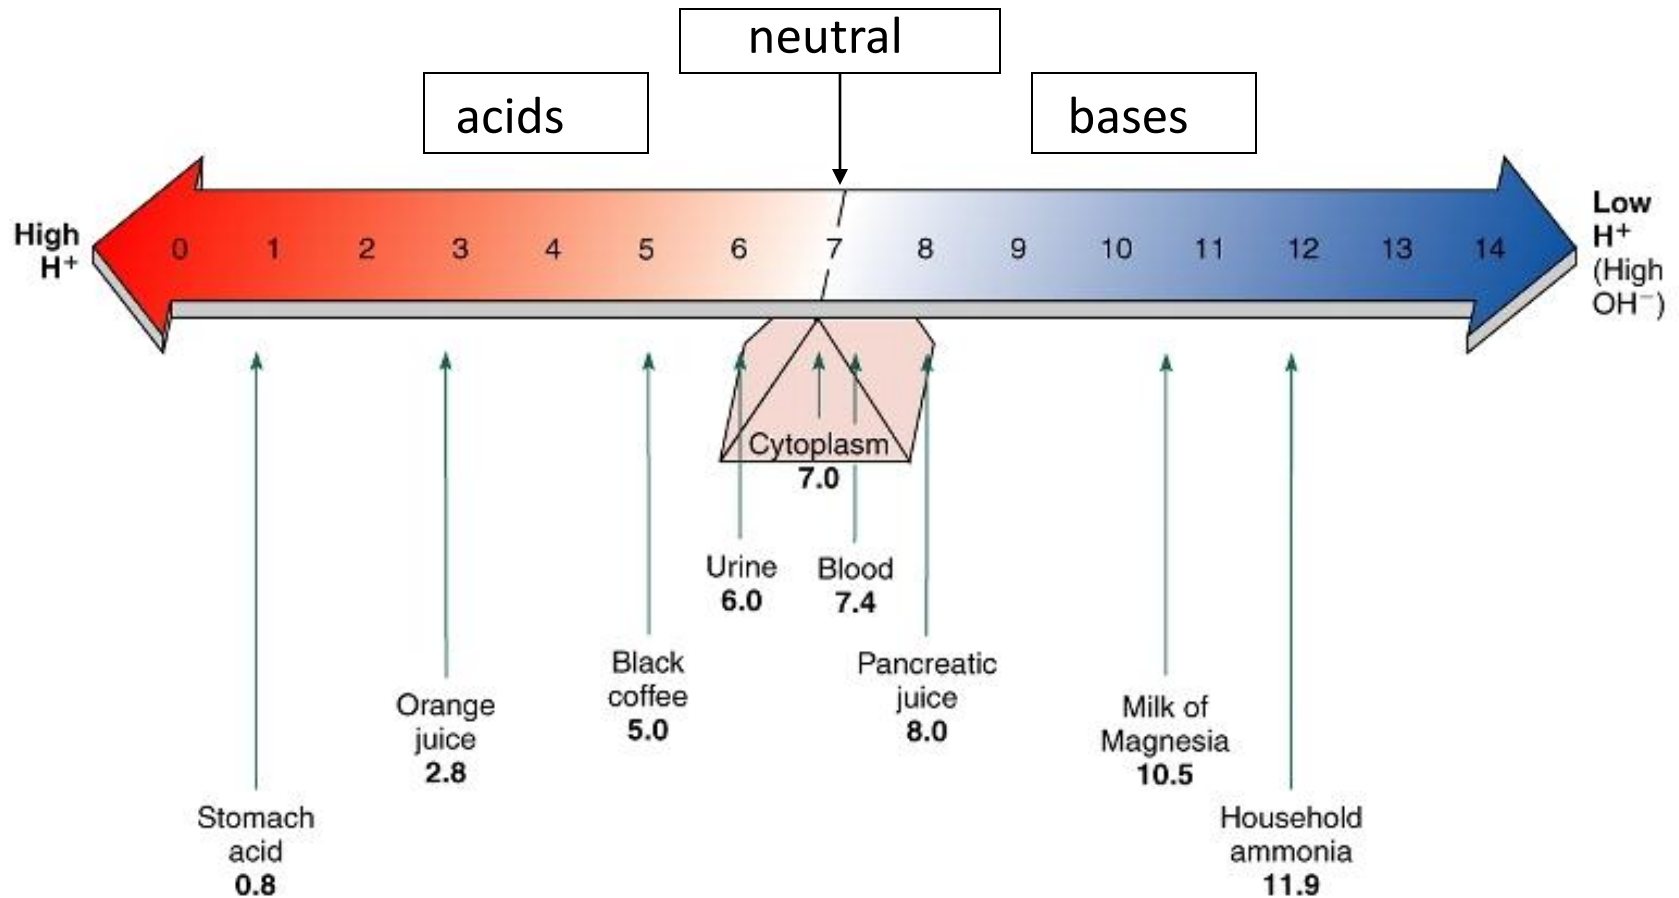 neutral
acids
bases
High
H⁺
0 1 2 3 4 5 6 7 8 9 10 11 12 13 14
Low
H⁺
(High
OH⁻)
Cytoplasm
7.0
Urine
6.0
Blood
7.4
Black
coffee
5.0
Pancreatic
juice
8.0
Orange
juice
2.8
Milk of
Magnesia
10.5
Stomach
acid
0.8
Household
ammonia
11.9